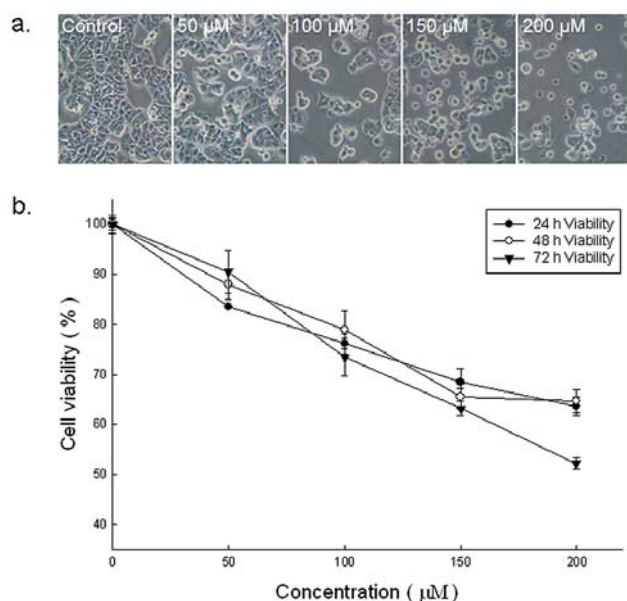 a.
Control 50 µM 100 µM 150 µM 200 µM
b.
Cell viability ( % )
100
90
80
70
60
50
40
24 h Viability
48 h Viability
72 h Viability
0 50 100 150 200
Concentration ( µM)